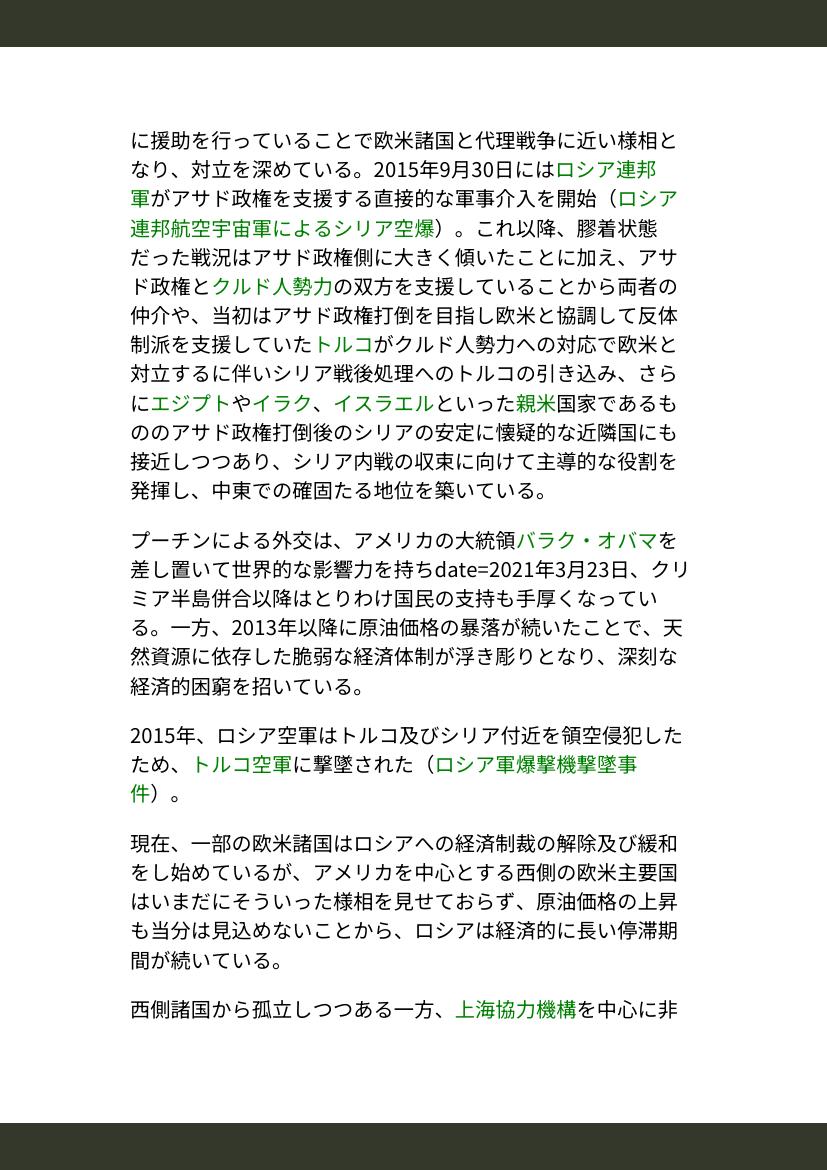 に援助を行っていることで欧米諸国と代理戦争に近い様相と
なり、対立を深めている。2015年9月30日にはロシア連邦
軍がアサド政権を支援する直接的な軍事介入を開始（ロシア
連邦航空宇宙軍によるシリア空爆）。これ以降、膠着状態
だった戦況はアサド政権側に大きく傾いたことに加え、アサ
ド政権とクルド人勢力の双方を支援していることから両者の
仲介や、当初はアサド政権打倒を目指し欧米と協調して反体
制派を支援していたトルコがクルド人勢力への対応で欧米と
対立するに伴いシリア戦後処理へのトルコの引き込み、さら
にエジプトやイラク、イスラエルといった親米国家であるも
ののアサド政権打倒後のシリアの安定に懐疑的な近隣国にも
接近しつつあり、シリア内戦の収束に向けて主導的な役割を
発揮し、中東での確固たる地位を築いている。
プーチンによる外交は、アメリカの大統領バラク・オバマを
差し置いて世界的な影響力を持ちdate=2021年3月23日、クリ
ミア半島併合以降はとりわけ国民の支持も手厚くなってい
る。一方、2013年以降に原油価格の暴落が続いたことで、天
然資源に依存した脆弱な経済体制が浮き彫りとなり、深刻な
経済的困窮を招いている。
2015年、ロシア空軍はトルコ及びシリア付近を領空侵犯した
ため、トルコ空軍に撃墜された（ロシア軍爆撃機撃墜事
件）。
現在、一部の欧米諸国はロシアへの経済制裁の解除及び緩和
をし始めているが、アメリカを中心とする西側の欧米主要国
はいまだにそういった様相を見せておらず、原油価格の上昇
も当分は見込めないことから、ロシアは経済的に長い停滞期
間が続いている。
西側諸国から孤立しつつある一方、上海協力機構を中心に非